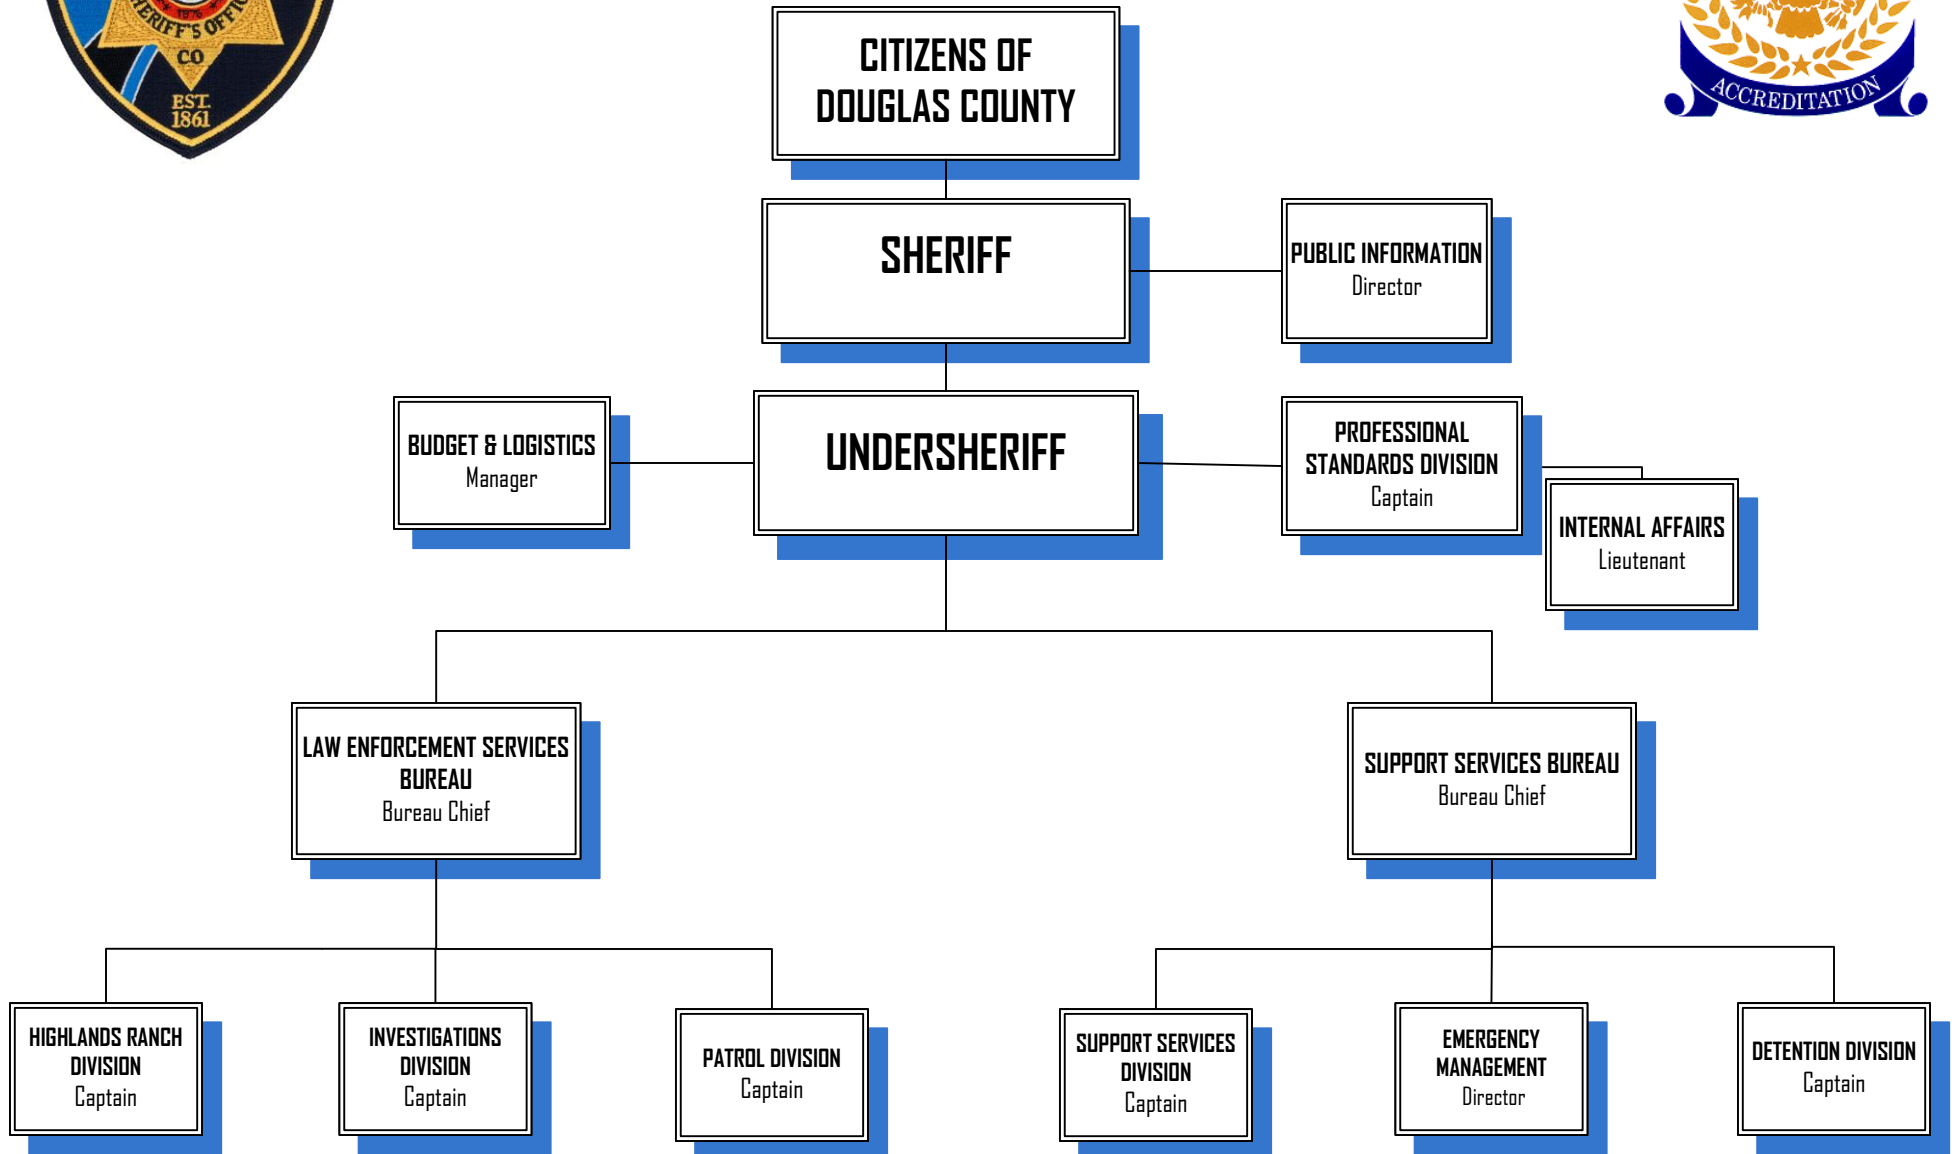 1876
SHERIFF'S OFFIC
CO
EST.
1861
ACCREDITATION
CITIZENS OF
DOUGLAS COUNTY
SHERIFF
PUBLIC INFORMATION
Director
BUDGET & LOGISTICS
Manager
UNDERSHERIFF
PROFESSIONAL
STANDARDS DIVISION
Captain
INTERNAL AFFAIRS
Lieutenant
LAW ENFORCEMENT SERVICES
BUREAU
Bureau Chief
SUPPORT SERVICES BUREAU
Bureau Chief
HIGHLANDS RANCH
DIVISION
Captain
INVESTIGATIONS
DIVISION
Captain
PATROL DIVISION
Captain
SUPPORT SERVICES
DIVISION
Captain
EMERGENCY
MANAGEMENT
Director
DETENTION DIVISION
Captain